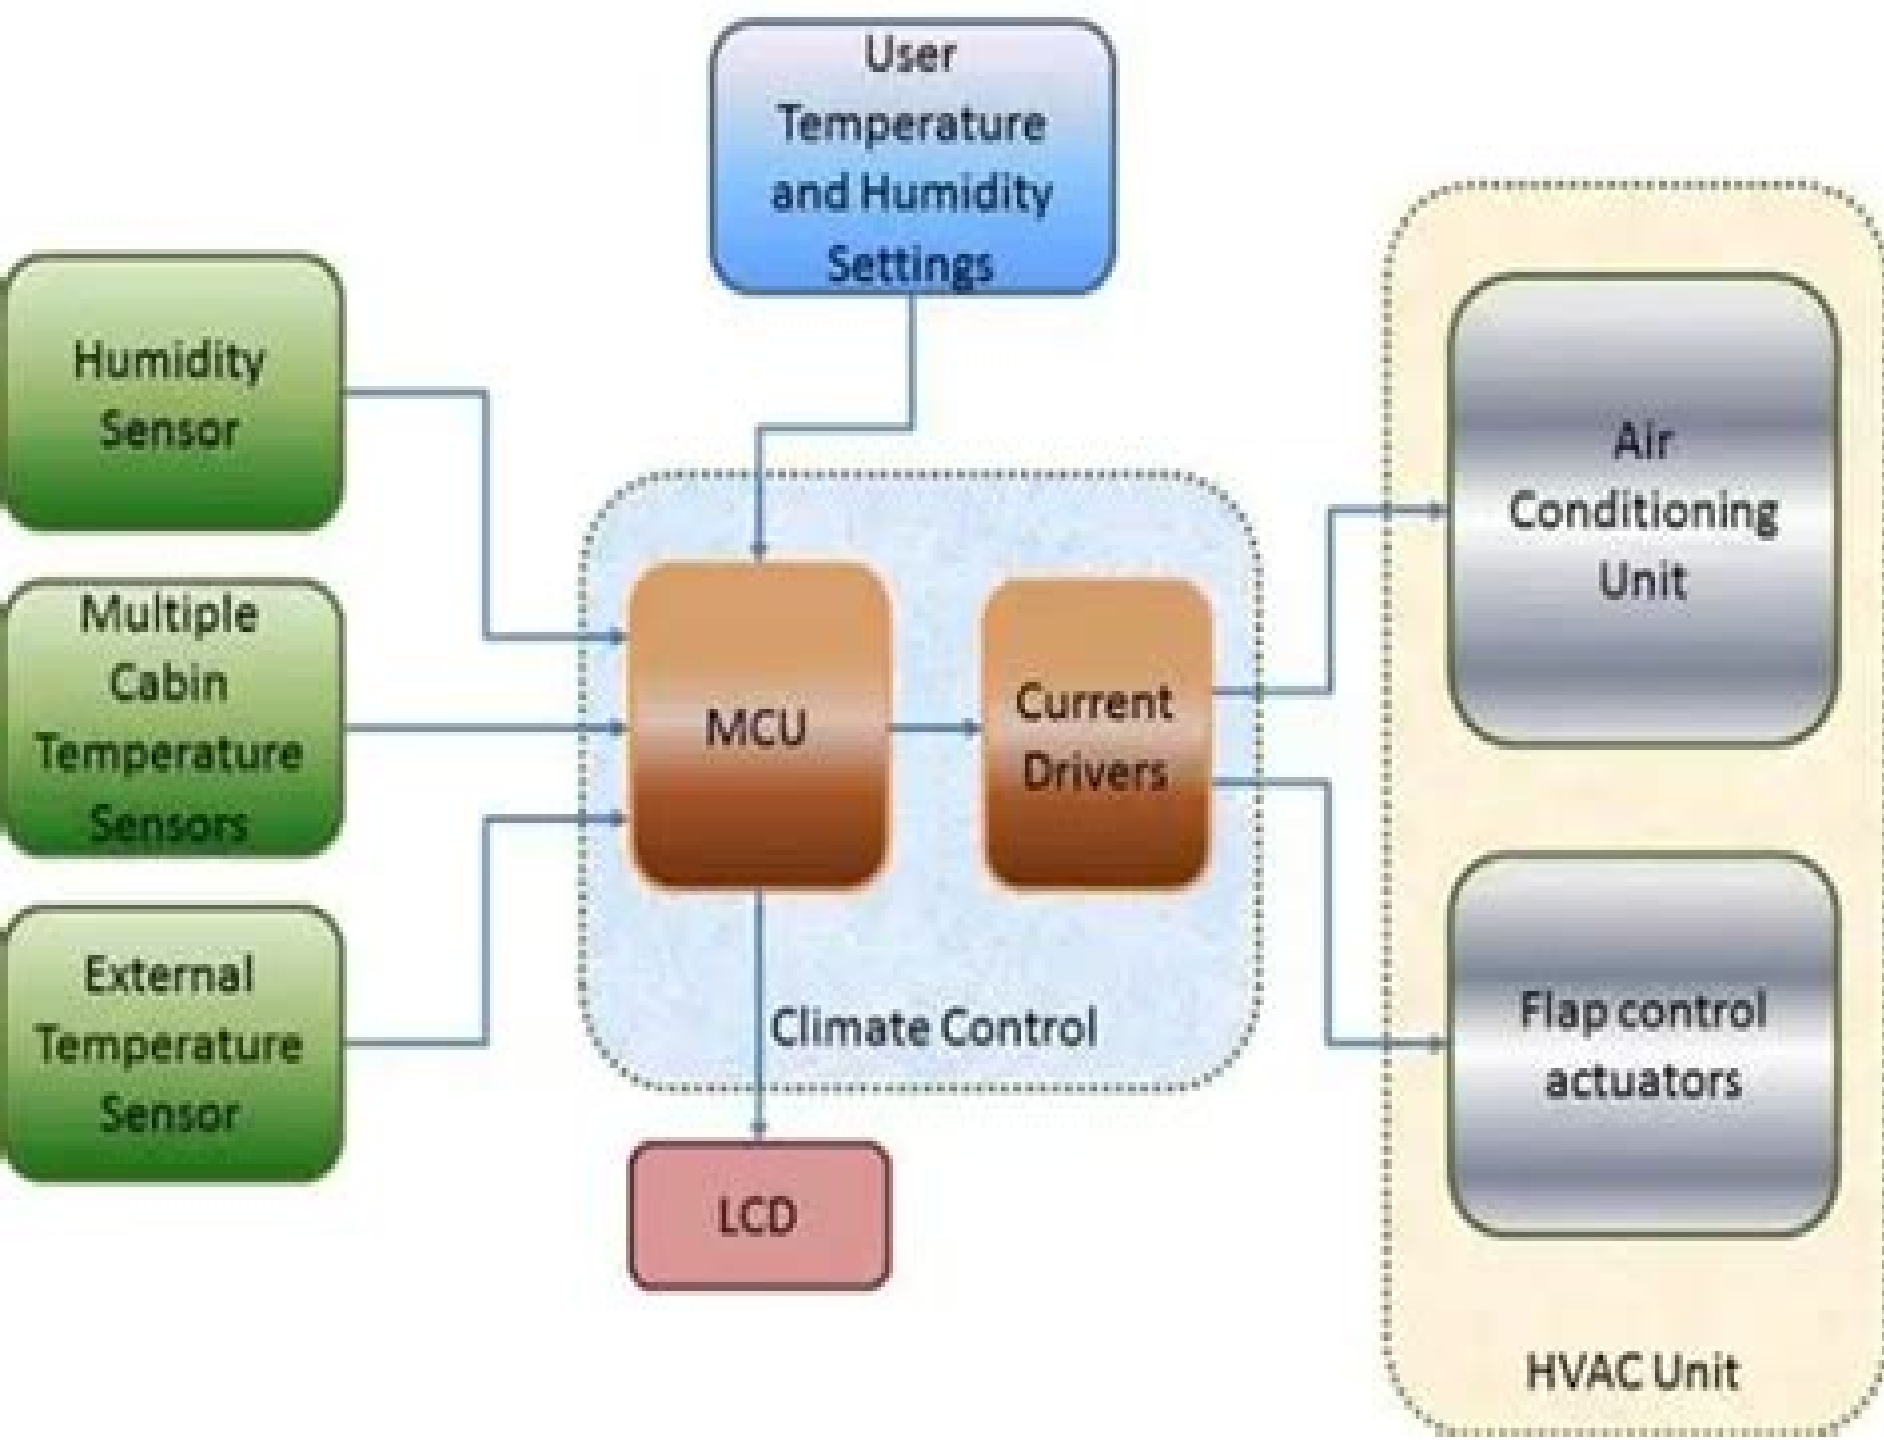 User
Temperature
and Humidity
Settings
Humidity
Sensor
Multiple
Cabin
Temperature
Sensors
External
Temperature
Sensor
MCU
Current
Drivers
Climate Control
LCD
Air
Conditioning
Unit
Flap control
actuators
HVAC Unit